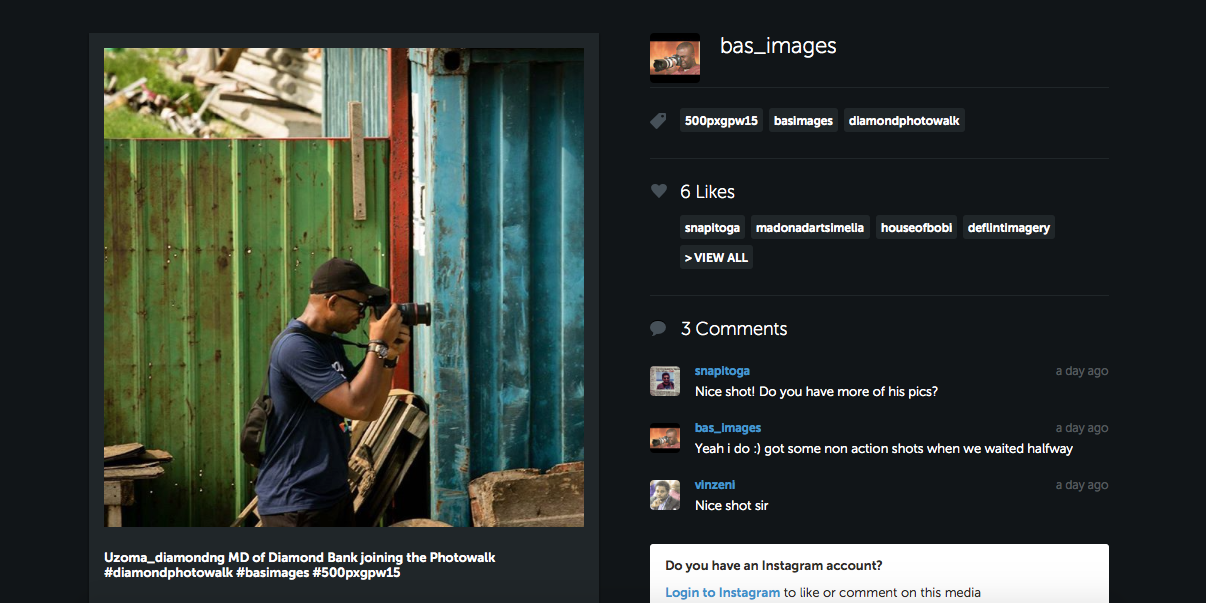 bas_images
500pxgpw15 basimages diamondphotowalk
6 Likes
snapitoga madonadartsimelia houseofbobi deflintimagery
> VIEW ALL
3 Comments
snapitoga a day ago
Nice shot! Do you have more of his pics?
bas_images a day ago
Yeah i do :) got some non action shots when we waited halfway
vinzeni a day ago
Nice shot sir
Uzoma_diamondng MD of Diamond Bank joining the Photowalk
#diamondphotowalk #basimages #500pxgpw15
Do you have an Instagram account?
Login to Instagram to like or comment on this media